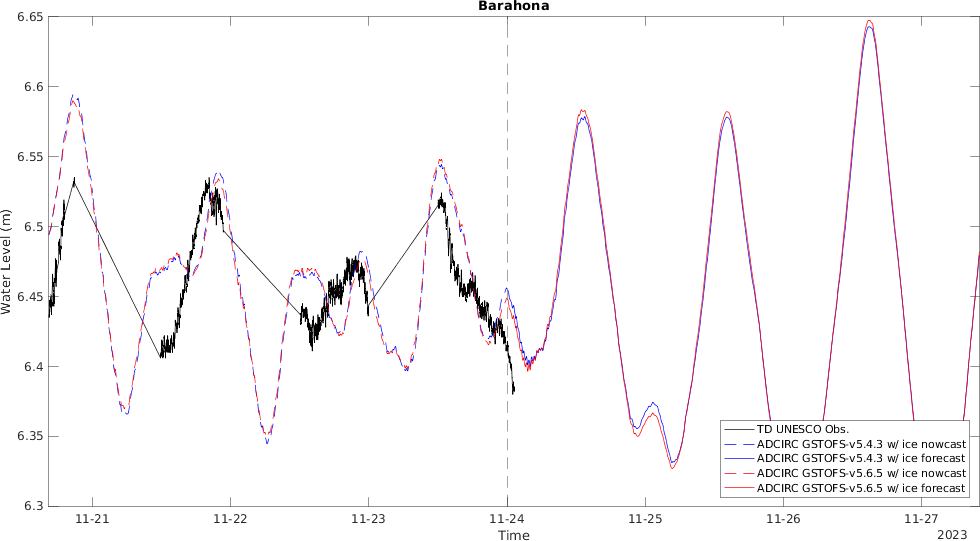 Barahona
6.65
6.6
6.55
6.5
6.45
6.4
6.35
6.3
Water Level (m)
TD UNESCO Obs.
ADCIRC GSTOFS-v5.4.3 w/ ice nowcast
ADCIRC GSTOFS-v5.4.3 w/ ice forecast
ADCIRC GSTOFS-v5.6.5 w/ ice nowcast
ADCIRC GSTOFS-v5.6.5 w/ ice forecast
11-21 11-22 11-23 11-24 11-25 11-26 11-27
Time
2023